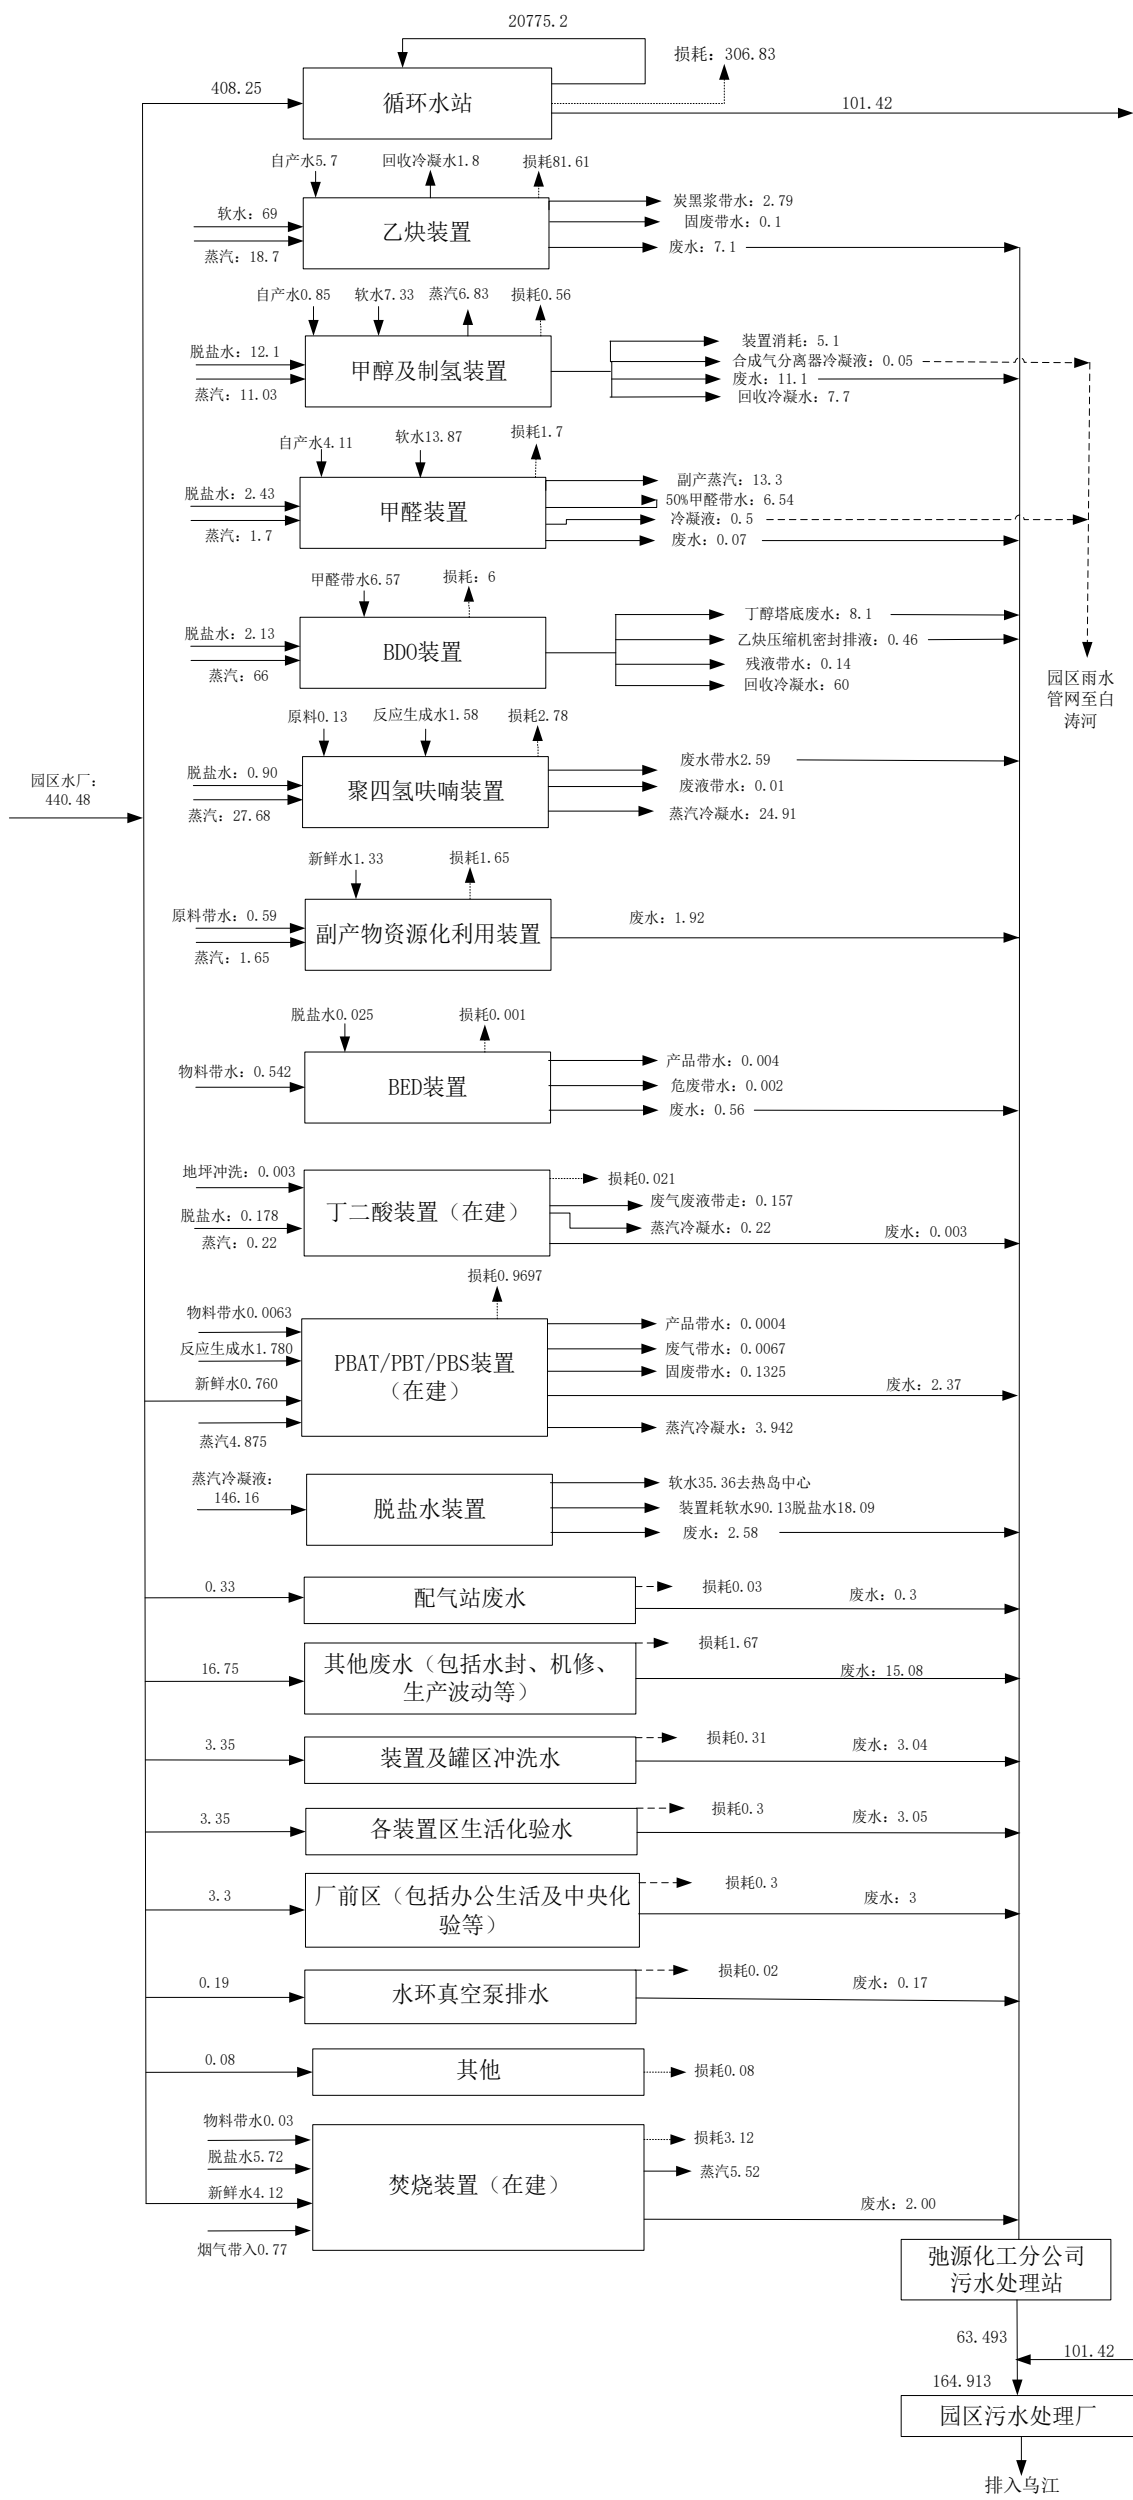 20775.2
损耗：306.83
408.25
循环水站
101.42
自产水5.7
回收冷凝水1.8
损耗81.61
软水：69
蒸汽：18.7
乙炔装置
炭黑浆带水：2.79
固废带水：0.1
废水：7.1
自产水0.85
软水7.33
蒸汽6.83
损耗0.56
脱盐水：12.1
蒸汽：11.03
甲醇及制氢装置
装置消耗：5.1
合成气分离器冷凝液：0.05
废水：11.1
回收冷凝水：7.7
自产水4.11
软水13.87
损耗1.7
脱盐水：2.43
蒸汽：1.7
甲醛装置
副产蒸汽：13.3
50%甲醛带水：6.54
冷凝液：0.5
废水：0.07
甲醛带水6.57
损耗：6
脱盐水：2.13
蒸汽：66
BDO装置
丁醇塔底废水：8.1
乙炔压缩机密封排液：0.46
残液带水：0.14
回收冷凝水：60
园区雨水
管网至白
涛河
原料0.13
反应生成水1.58
损耗2.78
脱盐水：0.90
蒸汽：27.68
聚四氢呋喃装置
废水带水2.59
废液带水：0.01
蒸汽冷凝水：24.91
园区水厂：
440.48
新鲜水1.33
损耗1.65
原料带水：0.59
蒸汽：1.65
副产物资源化利用装置
废水：1.92
脱盐水0.025
损耗0.001
物料带水：0.542
BED装置
产品带水：0.004
危废带水：0.002
废水：0.56
地坪冲洗：0.003
脱盐水：0.178
蒸汽：0.22
丁二酸装置（在建）
损耗0.021
废气废液带走：0.157
蒸汽冷凝水：0.22
废水：0.003
损耗0.9697
物料带水0.0063
反应生成水1.780
新鲜水0.760
蒸汽4.875
PBAT/PBT/PBS装置
（在建）
产品带水：0.0004
废气带水：0.0067
固废带水：0.1325
废水：2.37
蒸汽冷凝水：3.942
蒸汽冷凝液：
146.16
脱盐水装置
软水35.36去热岛中心
装置耗软水90.13脱盐水18.09
废水：2.58
0.33
配气站废水
损耗0.03
废水：0.3
16.75
其他废水（包括水封、机修、
生产波动等）
损耗1.67
废水：15.08
3.35
装置及罐区冲洗水
损耗0.31
废水：3.04
3.35
各装置区生活化验水
损耗0.3
废水：3.05
3.3
厂前区（包括办公生活及中央化
验等）
损耗0.3
废水：3
0.19
水环真空泵排水
损耗0.02
废水：0.17
0.08
其他
损耗0.08
物料带水0.03
脱盐水5.72
新鲜水4.12
烟气带入0.77
焚烧装置（在建）
损耗3.12
蒸汽5.52
废水：2.00
弛源化工分公司
污水处理站
63.493
101.42
164.913
园区污水处理厂
排入乌江